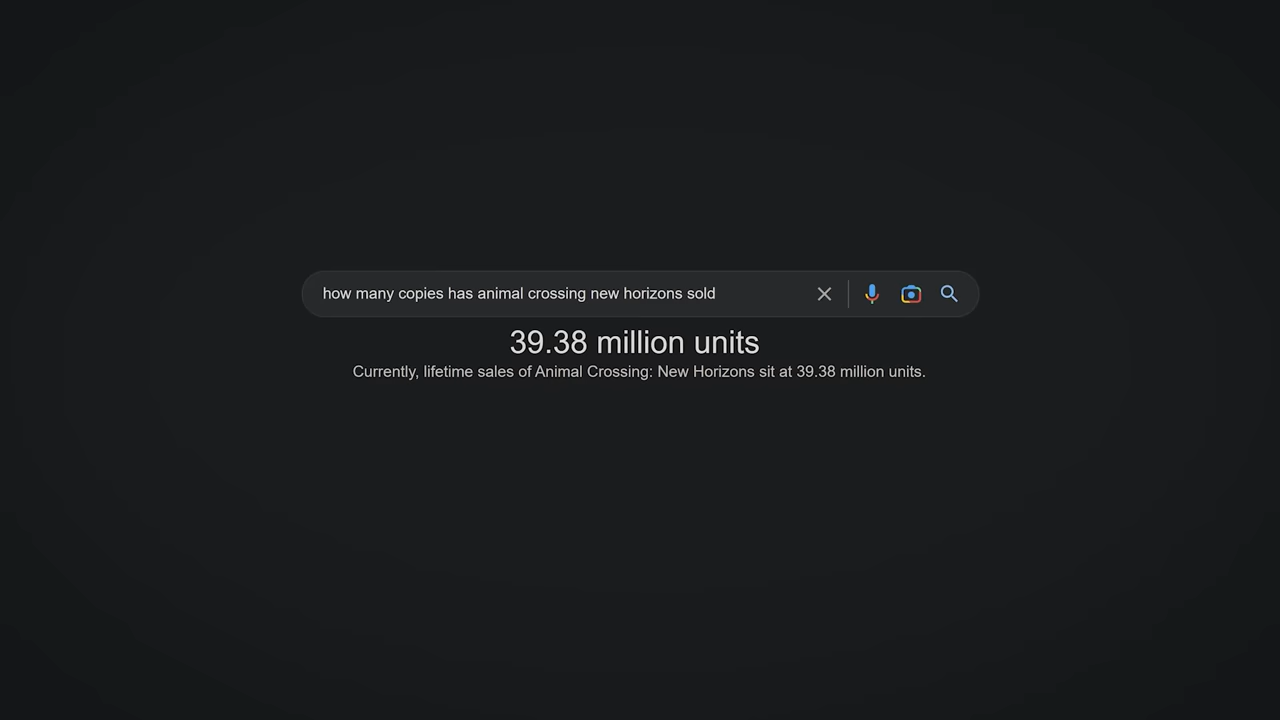 how many copies has animal crossing new horizons sold
39.38 million units
Currently, lifetime sales of Animal Crossing: New Horizons sit at 39.38 million units.